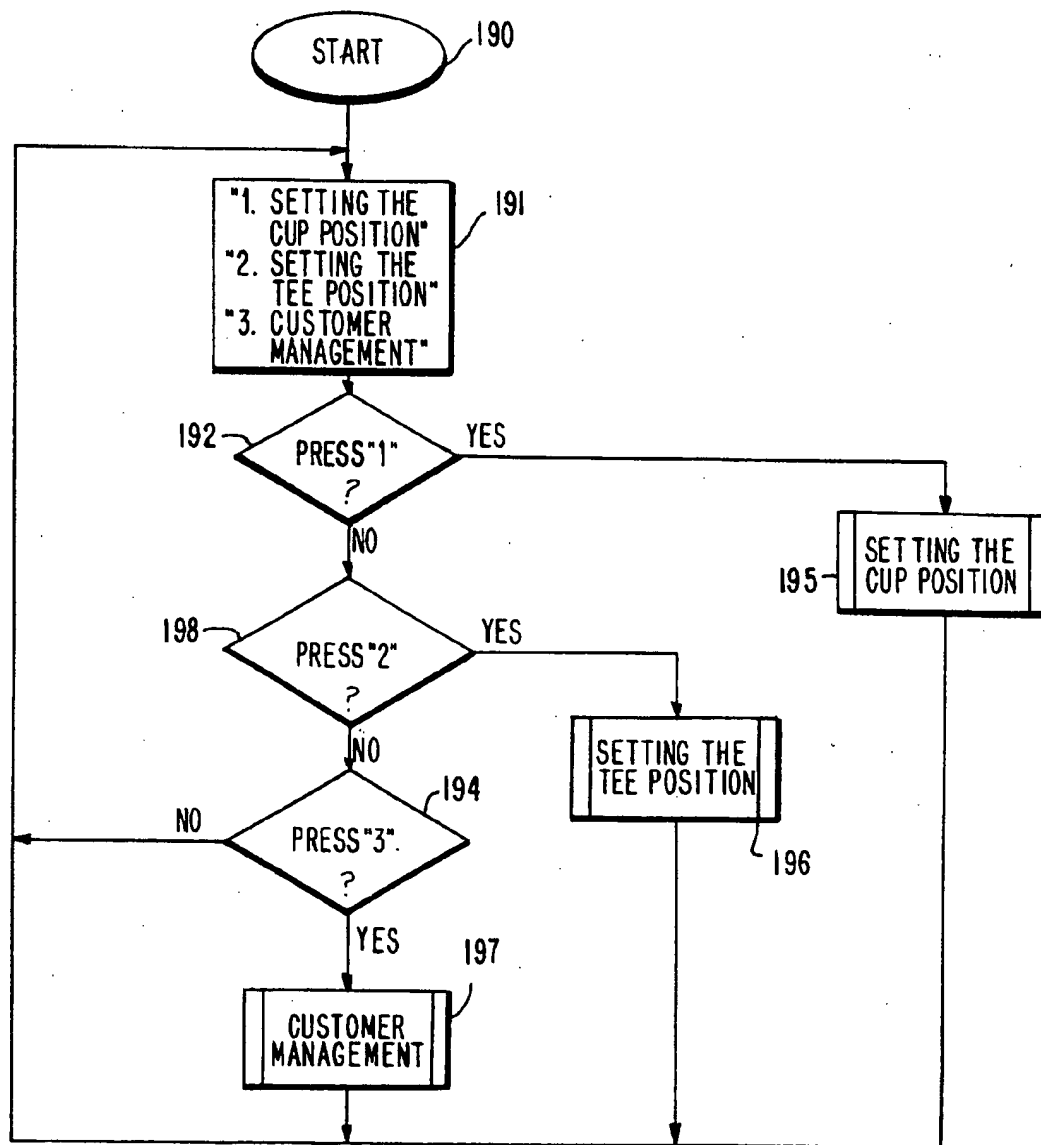 START
190
"1. SETTING THE
CUP POSITION"
"2. SETTING THE
TEE POSITION"
"3. CUSTOMER
MANAGEMENT"
191
192
PRESS "1"
?
YES
NO
SETTING THE
CUP POSITION
195
198
PRESS "2"
?
YES
NO
SETTING THE
TEE POSITION
196
194
PRESS "3".
?
NO
YES
197
CUSTOMER
MANAGEMENT